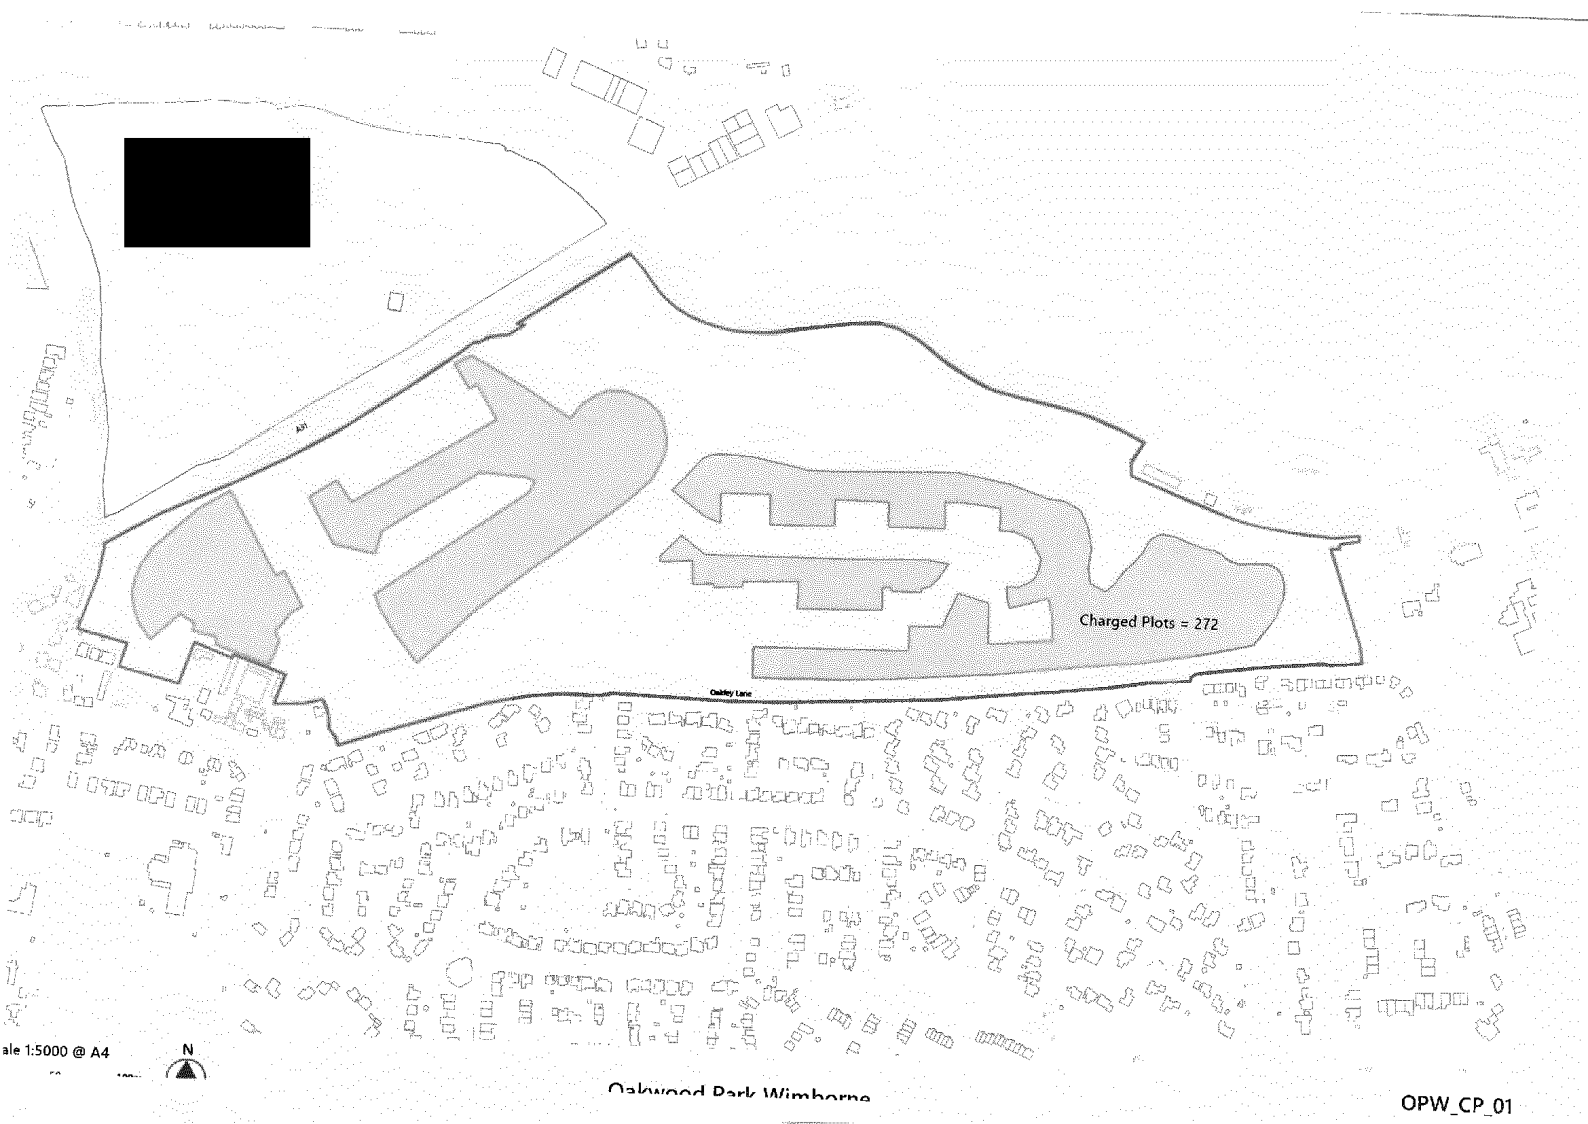 A31
Charged Plots = 272
Oakley Lane
ale 1:5000 @ A4
N
Oakwood Park Wimborne
OPW_CP_01